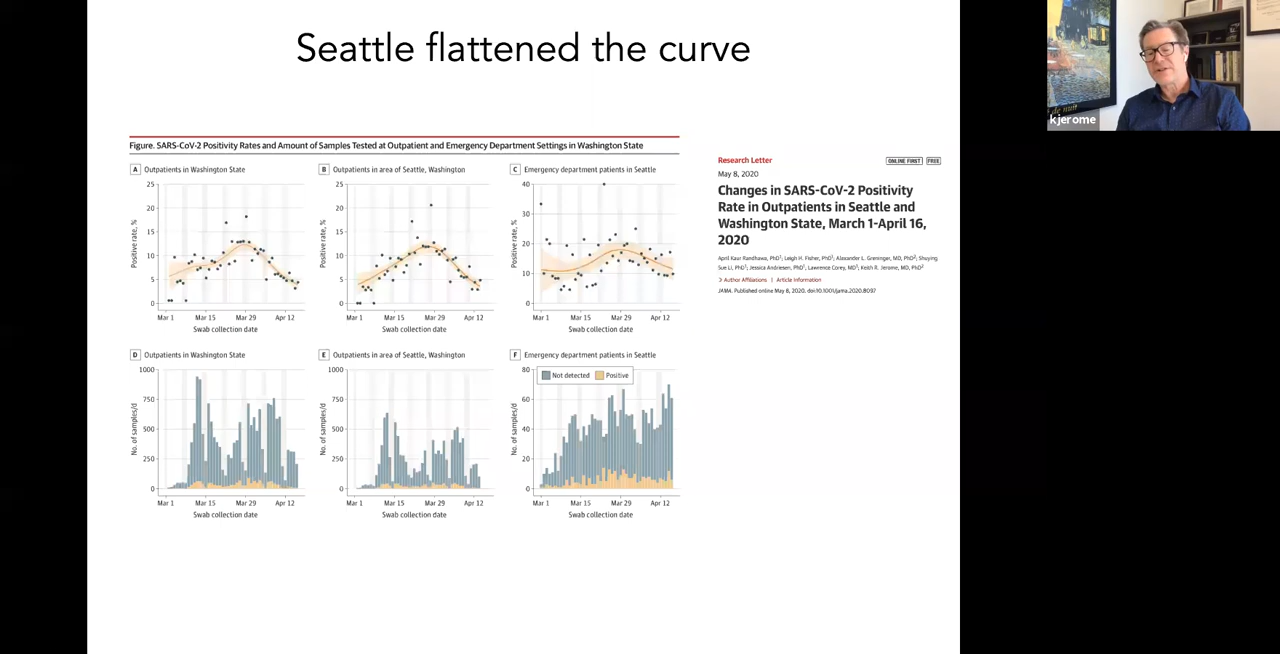 Seattle flattened the curve
kjerome
de nuit
Figure. SARS-CoV-2 Positivity Rates and Amount of Samples Tested at Outpatient and Emergency Department Settings in Washington State
A Outpatients in Washington State
25
20
15
10
5
0
Positive rate, %
Mar 1 Mar 15 Mar 29 Apr 12
Swab collection date
B Outpatients in area of Seattle, Washington
25
20
15
10
5
0
Positive rate, %
Mar 1 Mar 15 Mar 29 Apr 12
Swab collection date
C Emergency department patients in Seattle
40
30
20
10
0
Positive rate, %
Mar 1 Mar 15 Mar 29 Apr 12
Swab collection date
D Outpatients in Washington State
1000
750
500
250
0
No. of samples/d
Mar 1 Mar 15 Mar 29 Apr 12
Swab collection date
E Outpatients in area of Seattle, Washington
1000
750
500
250
0
No. of samples/d
Mar 1 Mar 15 Mar 29 Apr 12
Swab collection date
F Emergency department patients in Seattle
Not detected Positive
80
60
40
20
0
No. of samples/d
Mar 1 Mar 15 Mar 29 Apr 12
Swab collection date
Research Letter
ONLINE FIRST FREE
May 8, 2020
Changes in SARS-CoV-2 Positivity
Rate in Outpatients in Seattle and
Washington State, March 1-April 16,
2020
April Kaur Randhawa, PhD1; Leigh H. Fisher, PhD1; Alexander L. Greninger, MD, PhD2; Shuying
Sue Li, PhD1; Jessica Andriesen, PhD1; Lawrence Corey, MD1; Keith R. Jerome, MD, PhD2
Author Affiliations | Article Information
JAMA. Published online May 8, 2020. doi:10.1001/jama.2020.8097